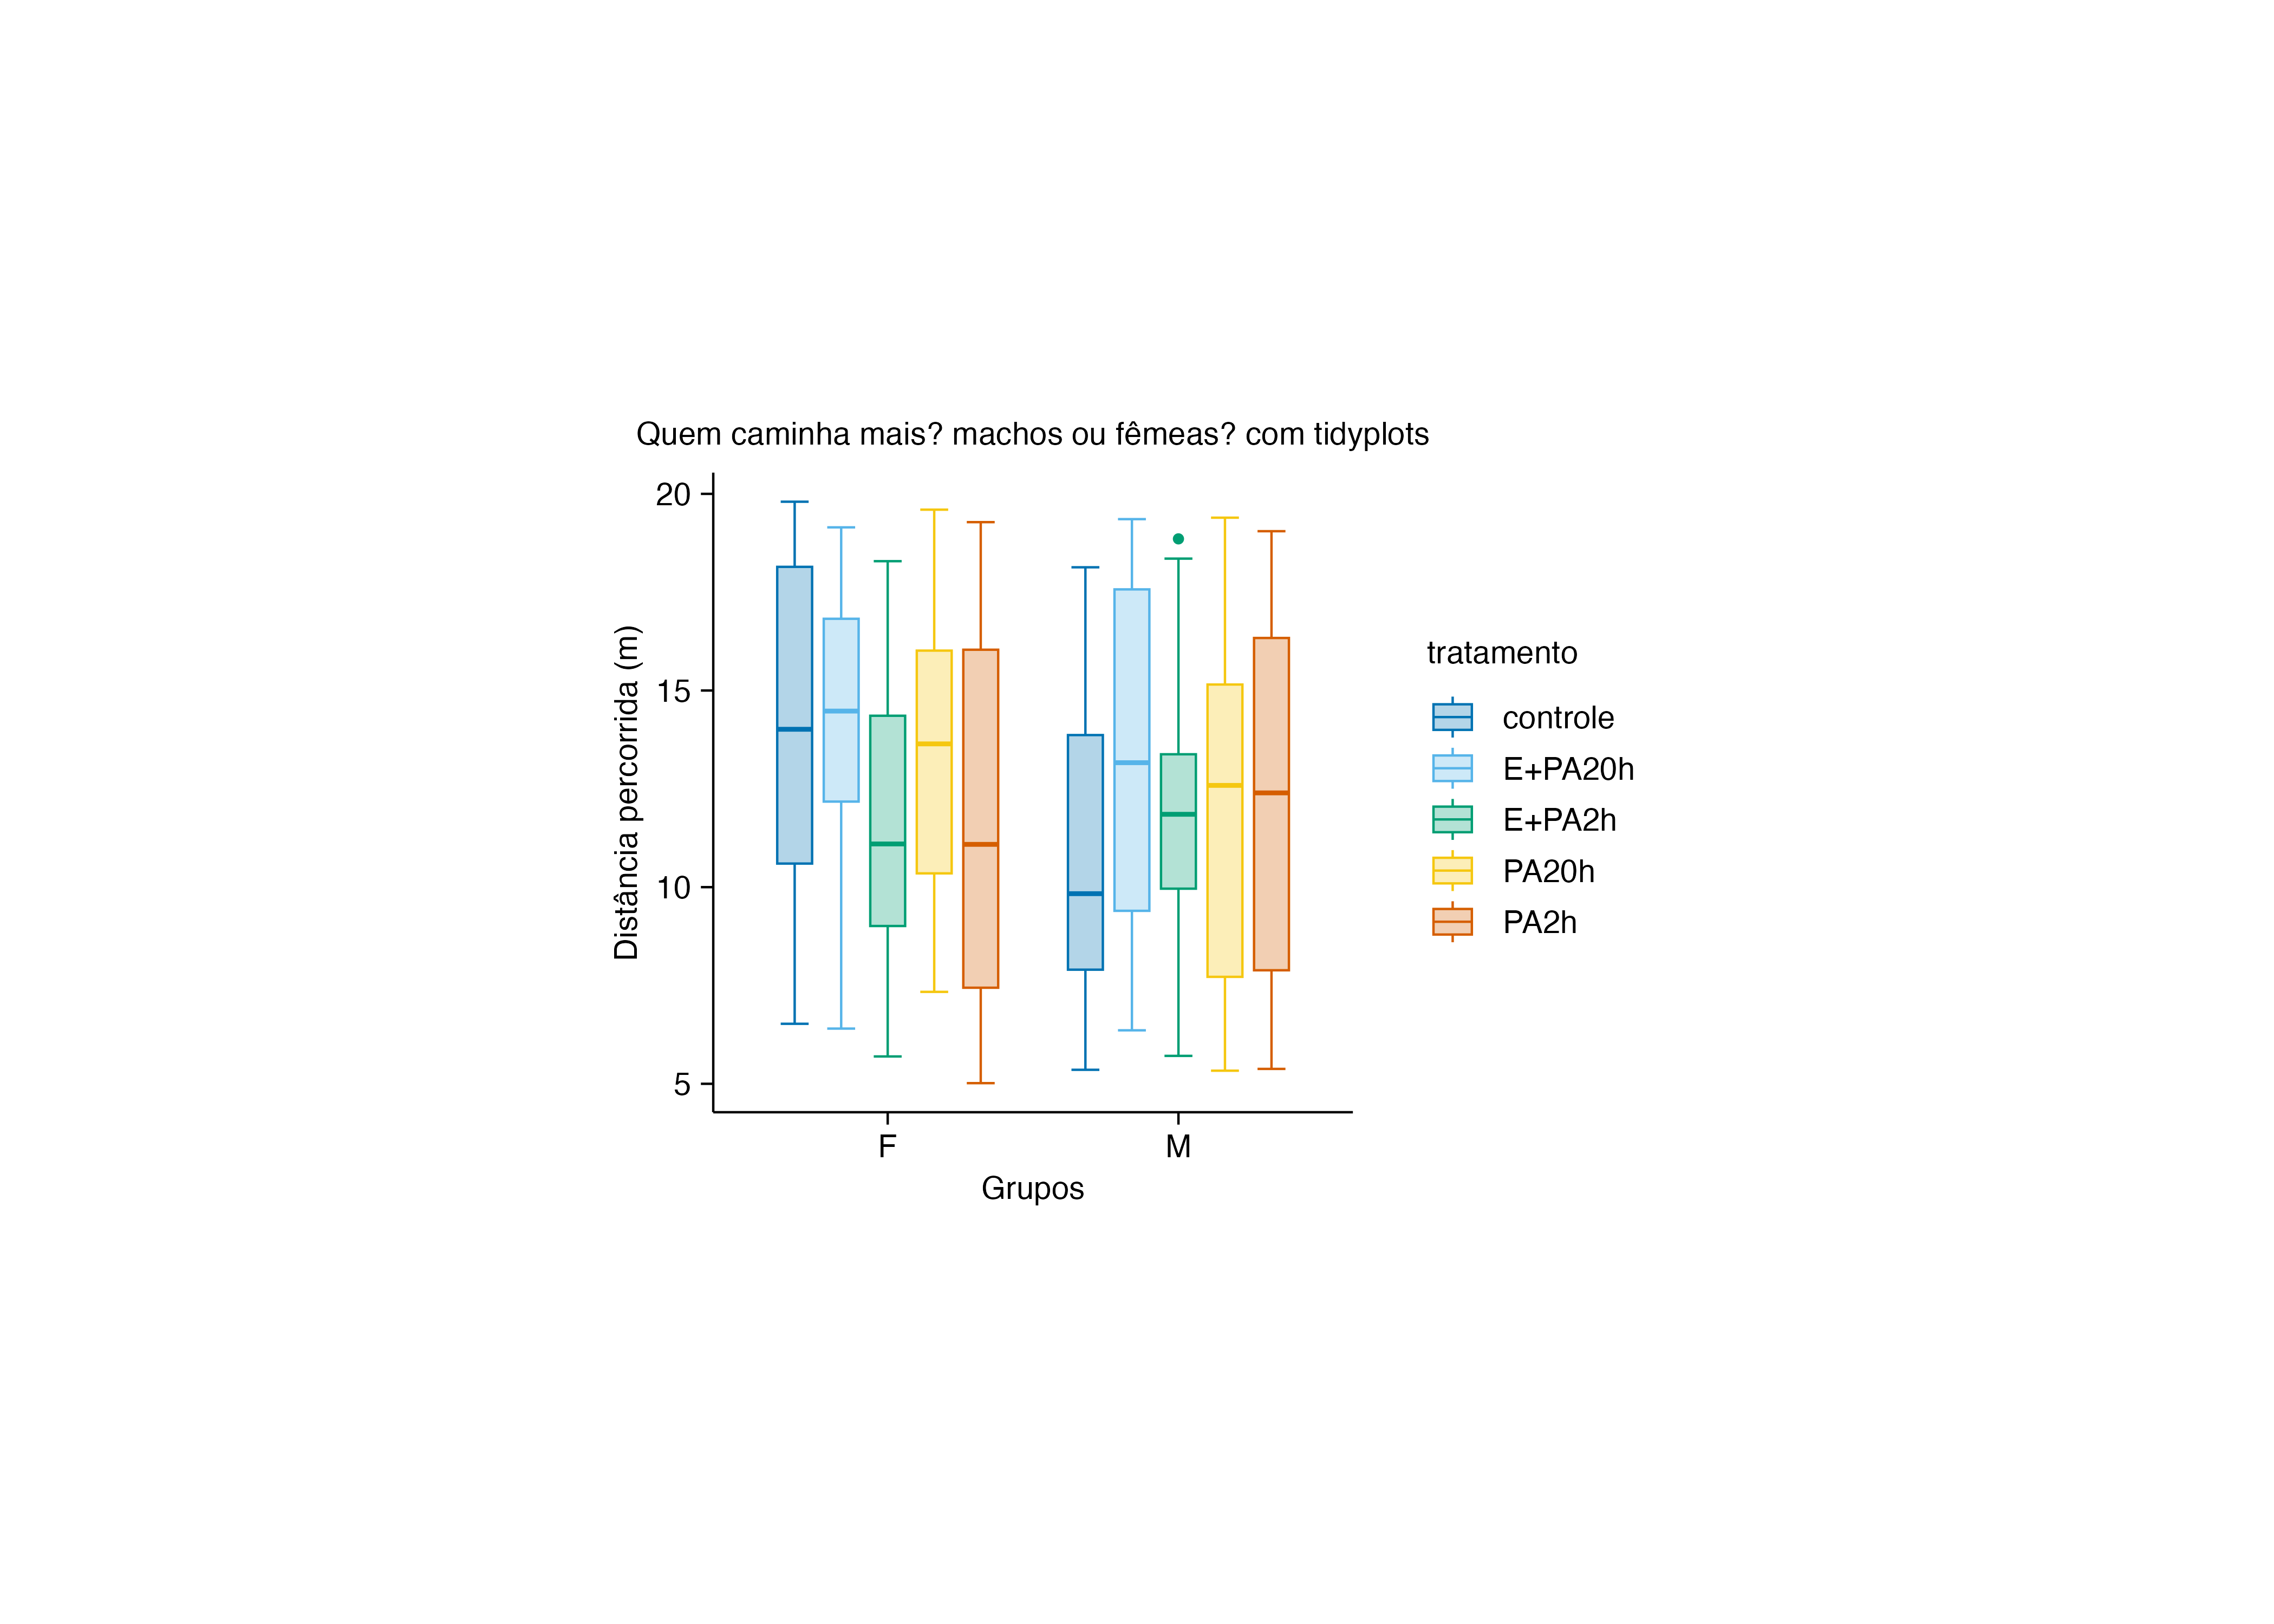 Quem caminha mais? machos ou fêmeas? com tidyplots
20
15
10
5
Distância percorrida (m)
F
M
Grupos
tratamento
controle
E+PA20h
E+PA2h
PA20h
PA2h